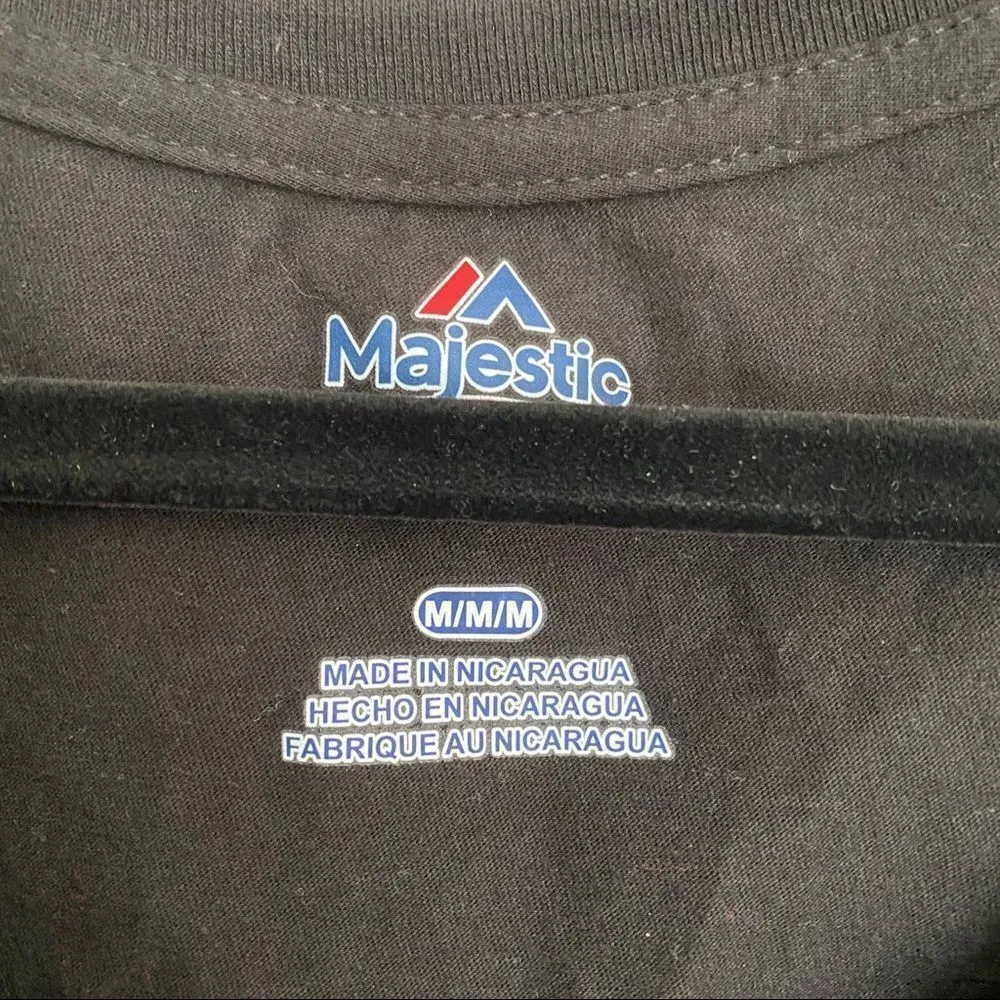 Majestic
M/M/M
MADE IN NICARAGUA
HECHO EN NICARAGUA
FABRIQUE AU NICARAGUA